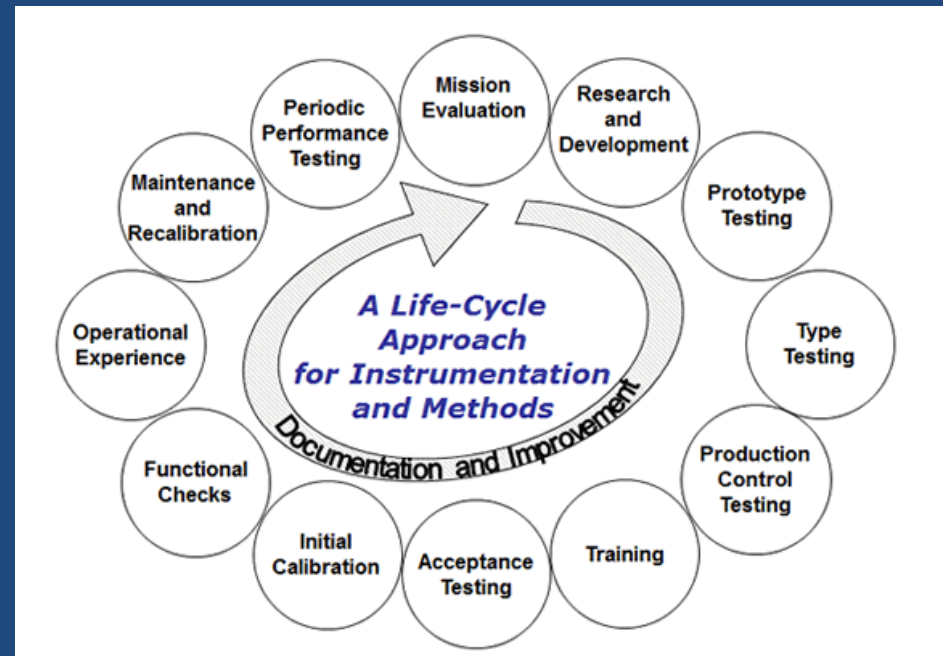 Mission
Evaluation
Research
and
Development
Prototype
Testing
Type
Testing
Production
Control
Testing
Training
Acceptance
Testing
Initial
Calibration
Functional
Checks
Operational
Experience
Maintenance
and
Recalibration
Periodic
Performance
Testing
A Life-Cycle
Approach
for Instrumentation
and Methods
Documentation and Improvement